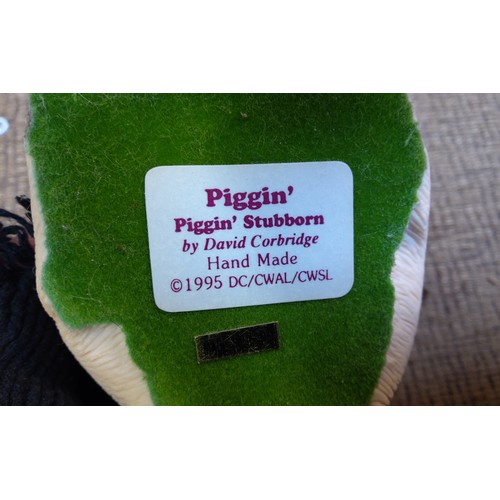 Piggin'
Piggin' Stubborn
by David Corbridge
Hand Made
©1995 DC/CWAL/CWSL